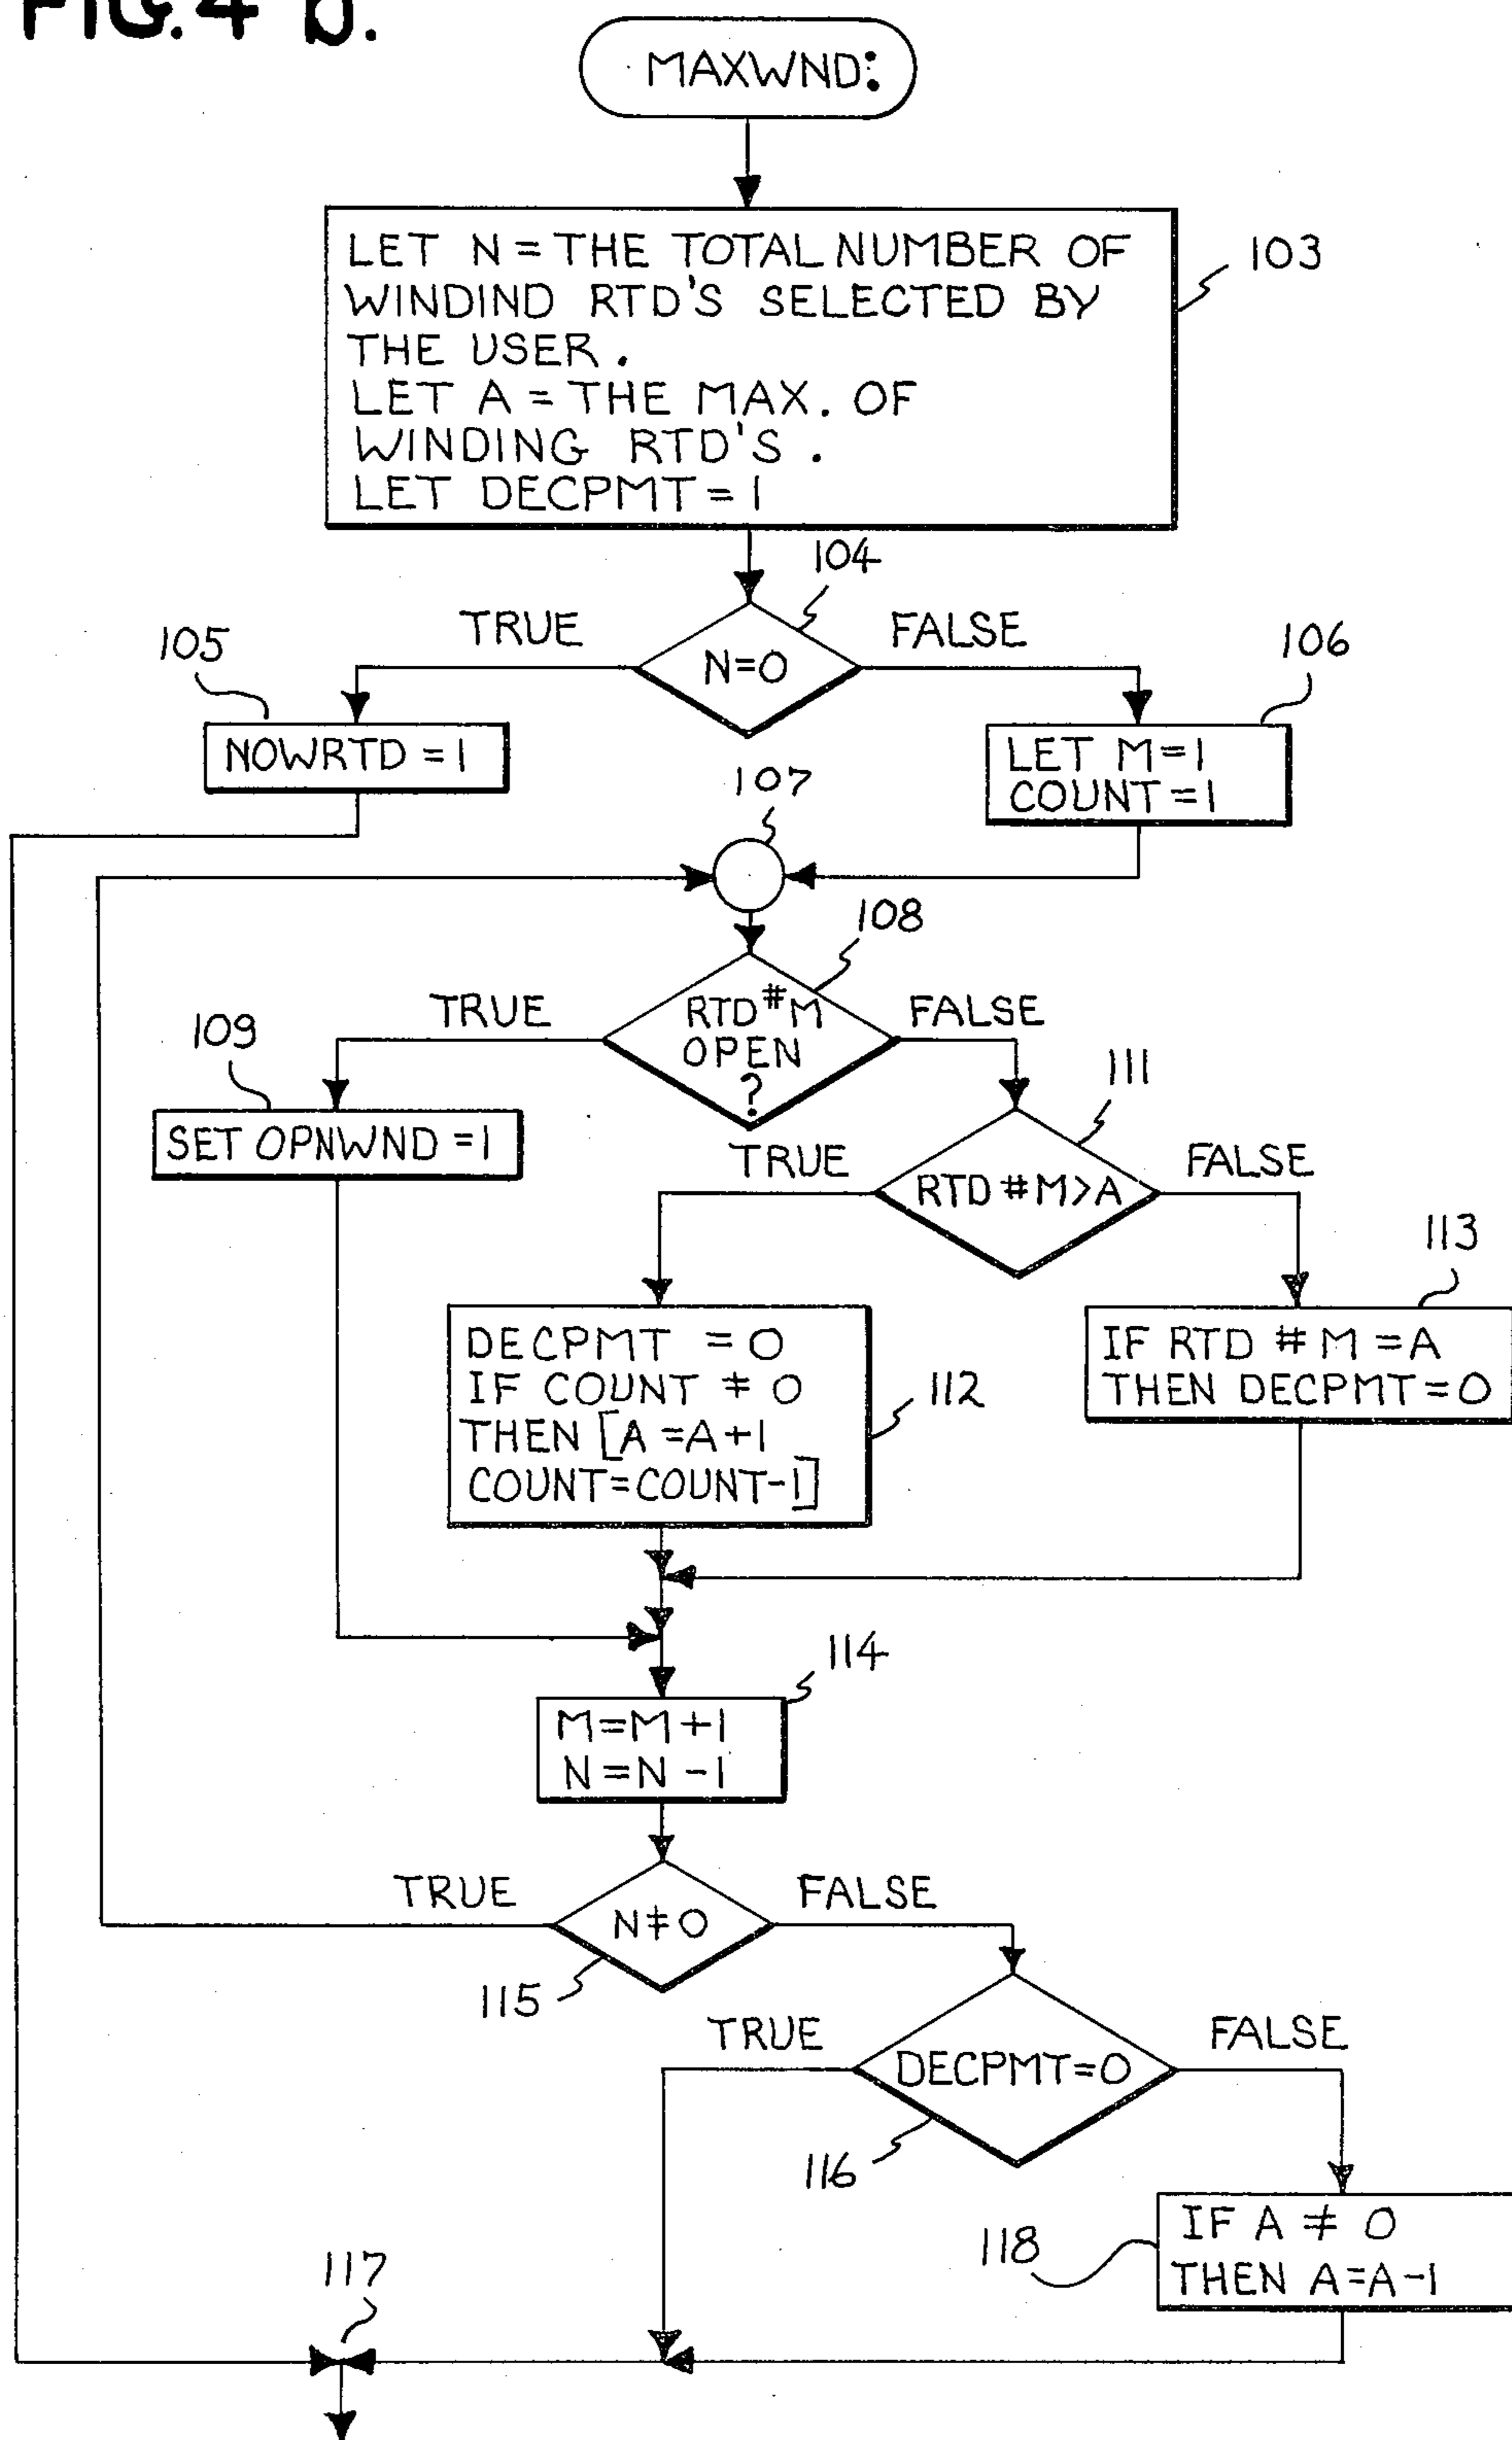 FIG. 4 b.
MAXWND:
LET N = THE TOTAL NUMBER OF
WINDIND RTD'S SELECTED BY
THE USER.
LET A = THE MAX. OF
WINDING RTD'S.
LET DECPMT = 1
103
104
TRUE
FALSE
N=0
105
106
NOWRTD = 1
LET M=1
COUNT=1
107
108
TRUE
RTD #M
OPEN
?
FALSE
109
111
SET OPNWND = 1
TRUE
RTD #M>A
FALSE
113
DECPMT = 0
IF COUNT ≠ 0
THEN [A=A+1
COUNT=COUNT-1]
112
IF RTD #M=A
THEN DECPMT=0
114
M=M+1
N=N-1
TRUE
N≠0
FALSE
115
TRUE
DECPMT=0
FALSE
116
IF A ≠ 0
THEN A=A-1
118
117